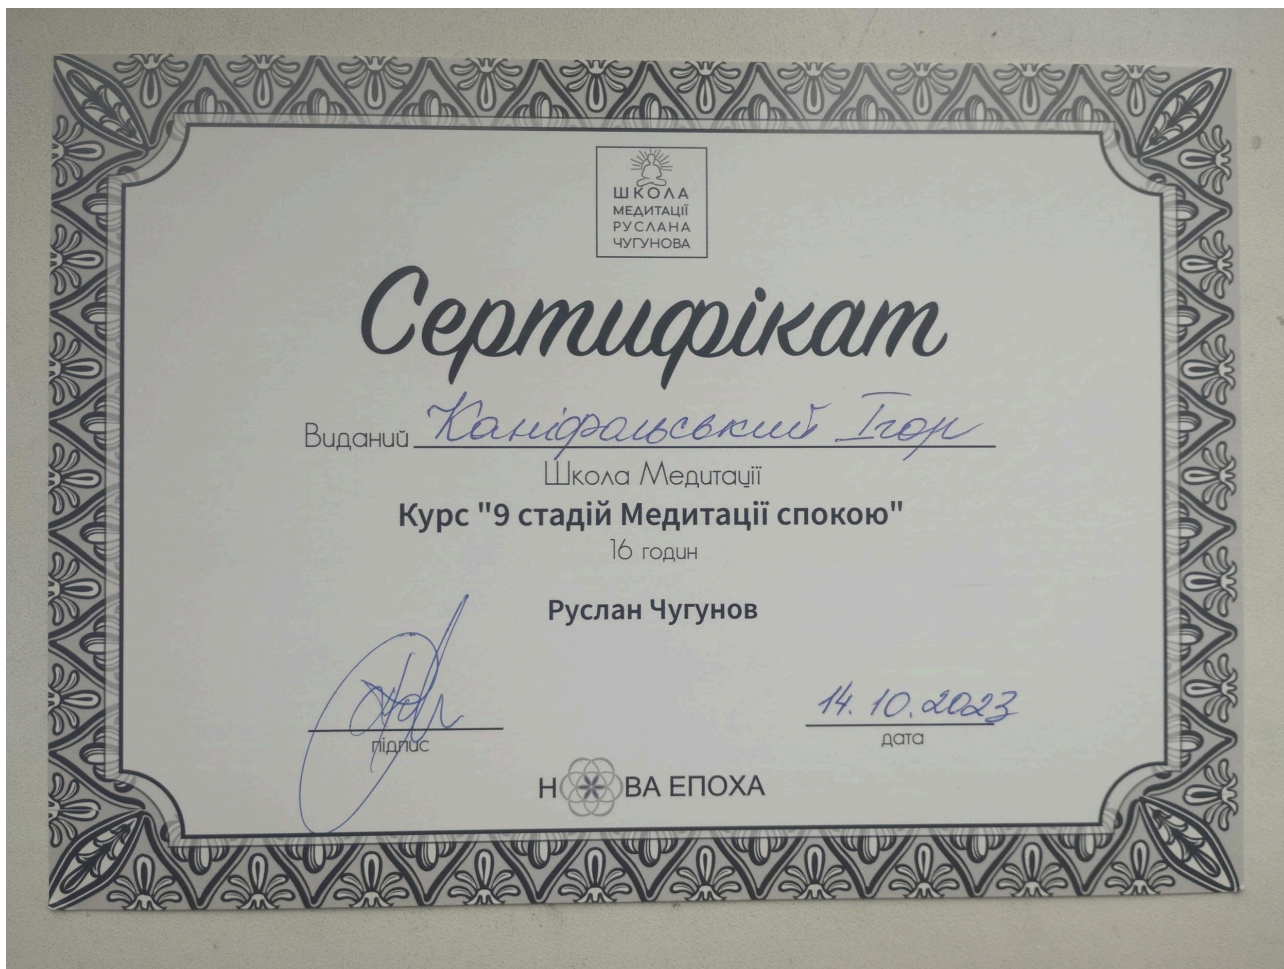 ШКОЛА
МЕДИТАЦІЇ
РУСЛАНА
ЧУГУНОВА
Сертифікат
Виданий Каніфольський Ігор
Школа Медитації
Курс "9 стадій Медитації спокою"
16 годин
Руслан Чугунов
14.10.2023
підпис
дата
НОВА ЕПОХА